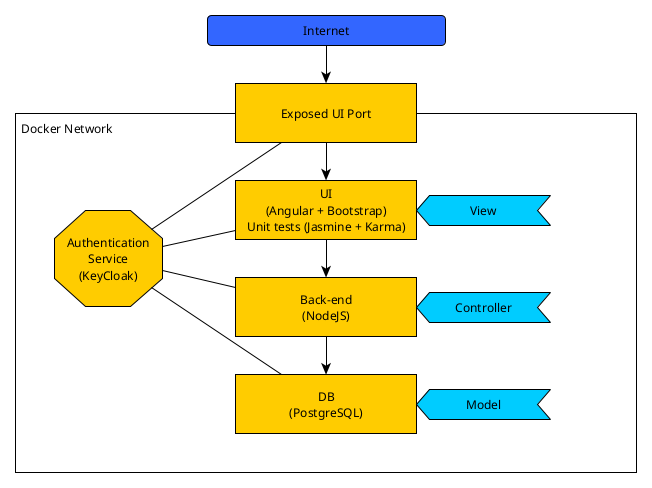 Internet
Exposed UI Port
Docker Network
UI
(Angular + Bootstrap)
Unit tests (Jasmine + Karma)
View
Authentication
Service
(KeyCloak)
Back-end
(NodeJS)
Controller
DB
(PostgreSQL)
Model